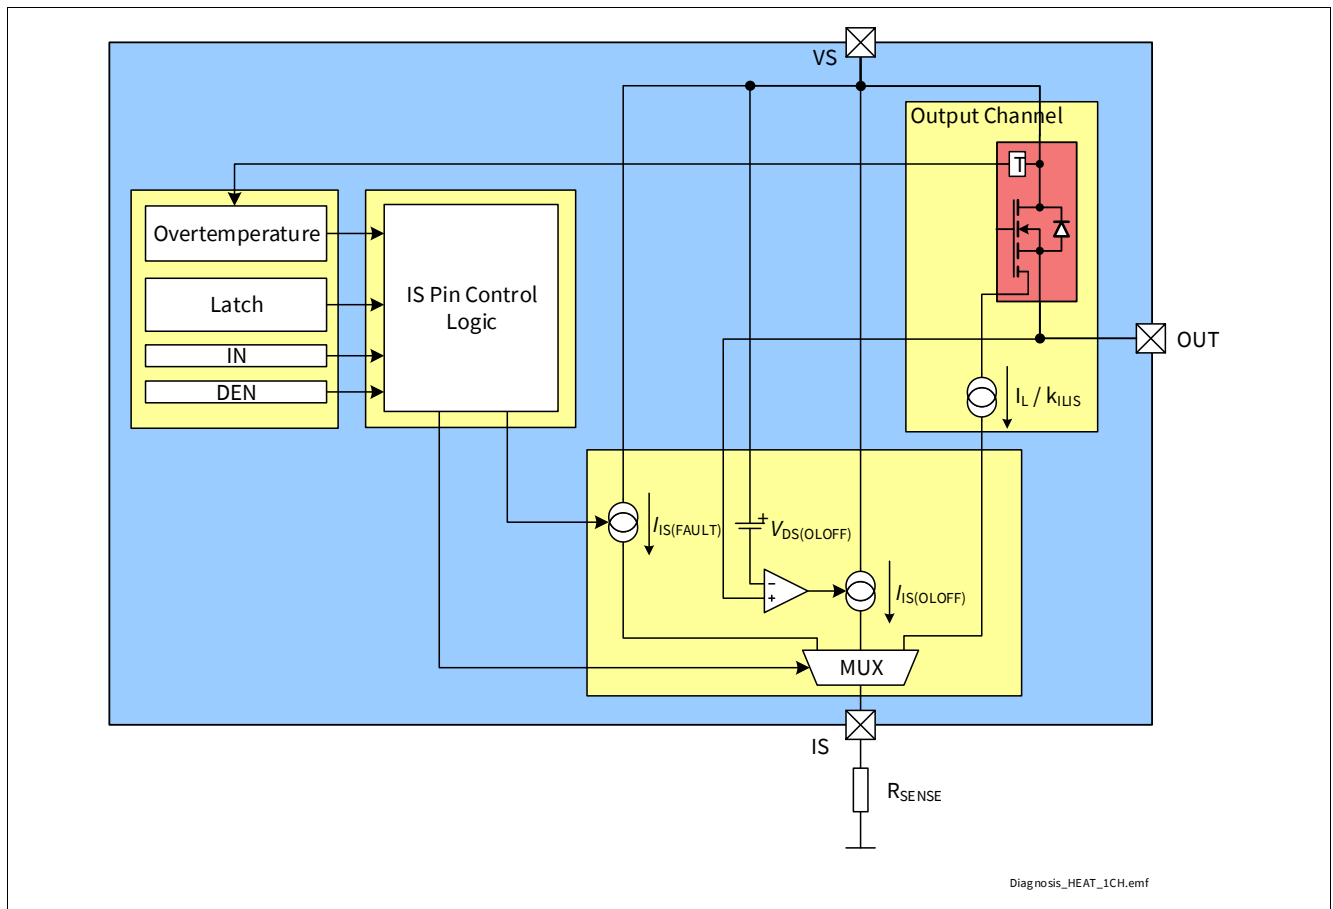 VS
Output Channel
T
Overtemperature
Latch
IN
DEN
IS Pin Control
Logic
OUT
IL / kILIS
IIS(FAULT)
+
VDS(OLOFF)
-
+
IIS(OLOFF)
MUX
IS
RSENSE
Diagnosis_HEAT_1CH.emf